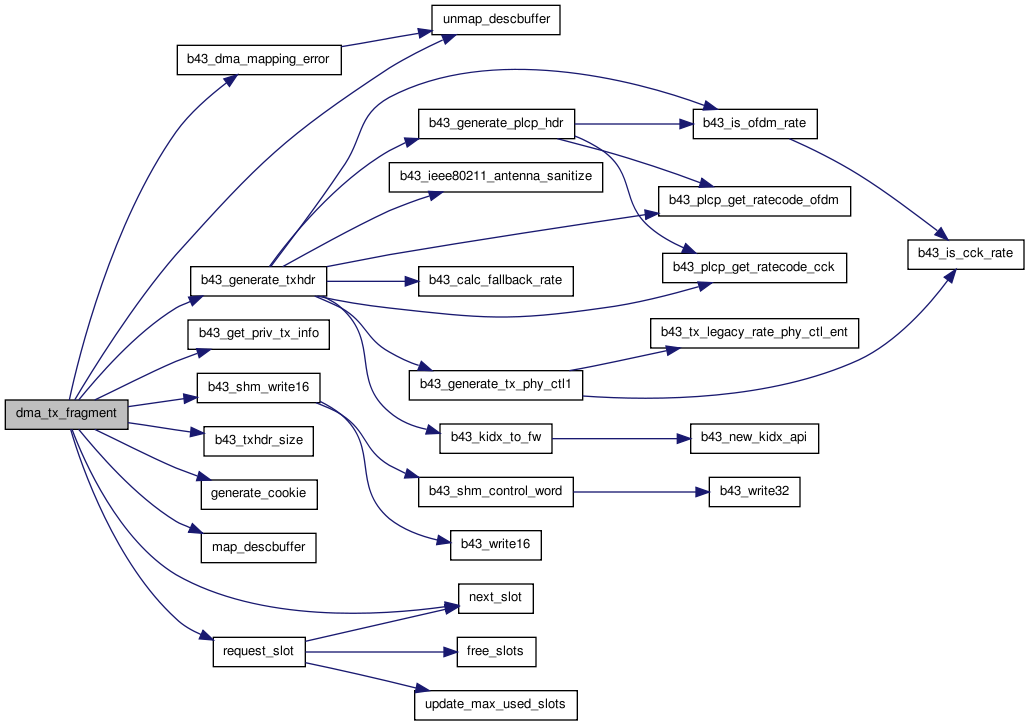 unmap_descbuffer
b43_dma_mapping_error
b43_generate_plcp_hdr
b43_is_ofdm_rate
b43_ieee80211_antenna_sanitize
b43_plcp_get_ratecode_ofdm
b43_is_cck_rate
b43_plcp_get_ratecode_cck
b43_generate_txhdr
b43_calc_fallback_rate
b43_get_priv_tx_info
b43_tx_legacy_rate_phy_ctl_ent
b43_shm_write16
b43_generate_tx_phy_ctl1
dma_tx_fragment
b43_txhdr_size
b43_kidx_to_fw
b43_new_kidx_api
generate_cookie
b43_shm_control_word
b43_write32
map_descbuffer
b43_write16
next_slot
request_slot
free_slots
update_max_used_slots